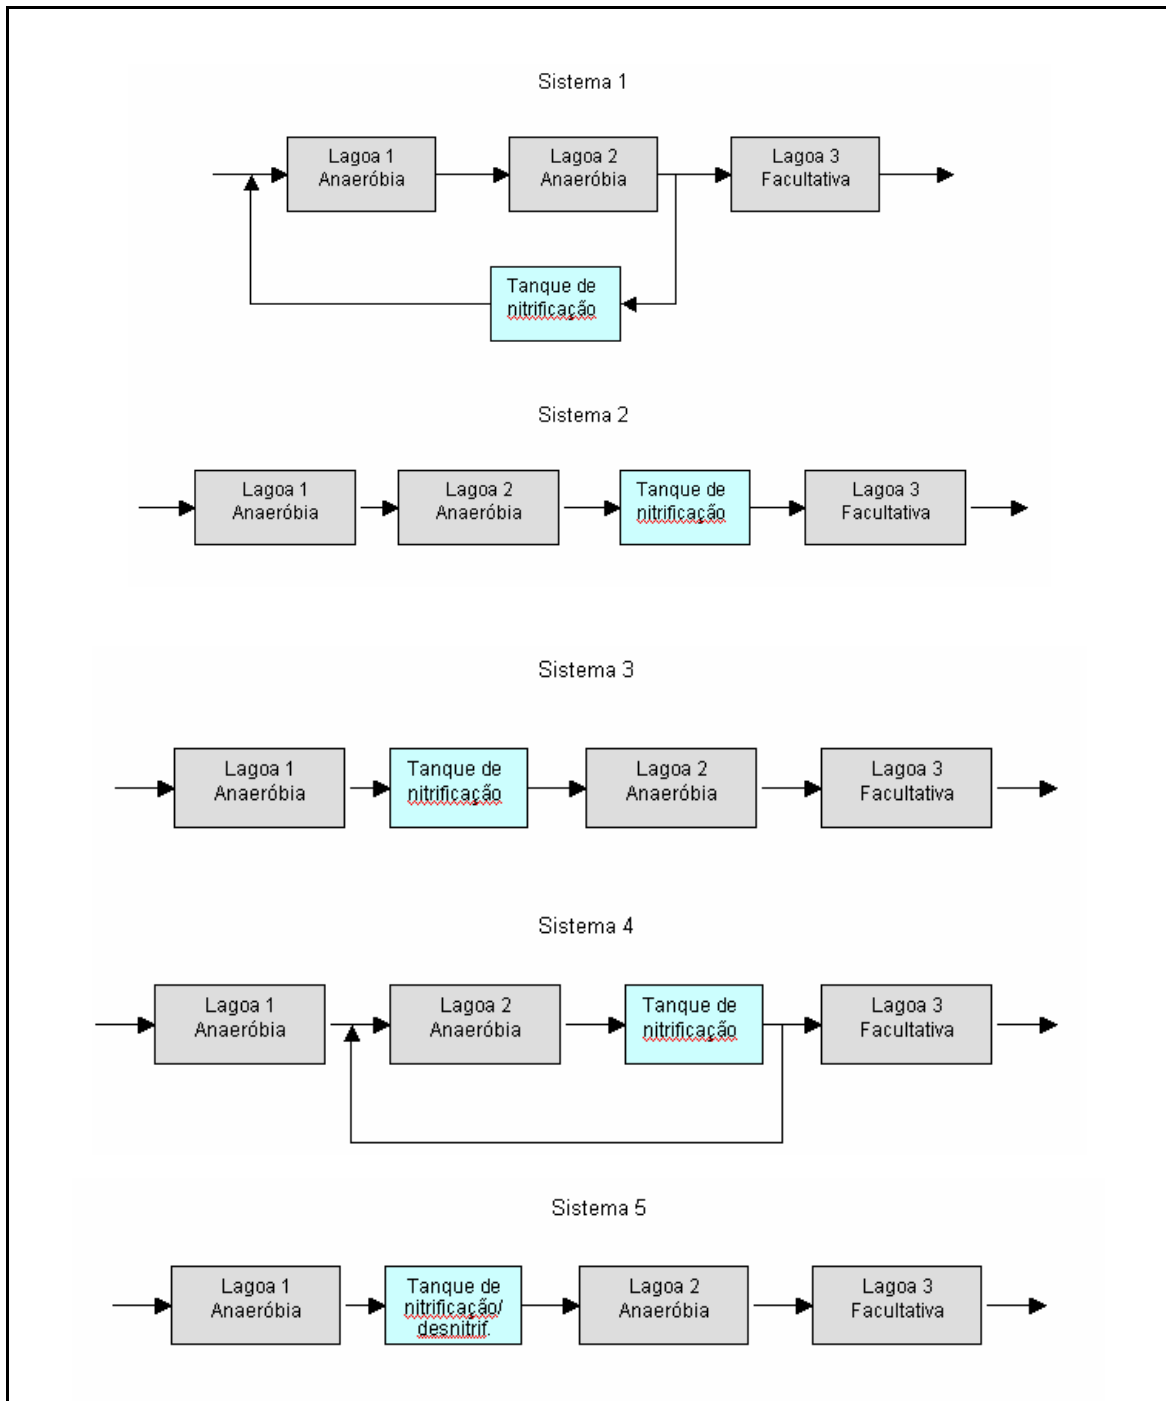 Sistema 1
Lagoa 1
Anaeróbia
Lagoa 2
Anaeróbia
Lagoa 3
Facultativa
Tanque de
nitrificação
Sistema 2
Lagoa 1
Anaeróbia
Lagoa 2
Anaeróbia
Tanque de
nitrificação
Lagoa 3
Facultativa
Sistema 3
Lagoa 1
Anaeróbia
Tanque de
nitrificação
Lagoa 2
Anaeróbia
Lagoa 3
Facultativa
Sistema 4
Lagoa 1
Anaeróbia
Lagoa 2
Anaeróbia
Tanque de
nitrificação
Lagoa 3
Facultativa
Sistema 5
Lagoa 1
Anaeróbia
Tanque de
nitrificação/
desnitrif.
Lagoa 2
Anaeróbia
Lagoa 3
Facultativa